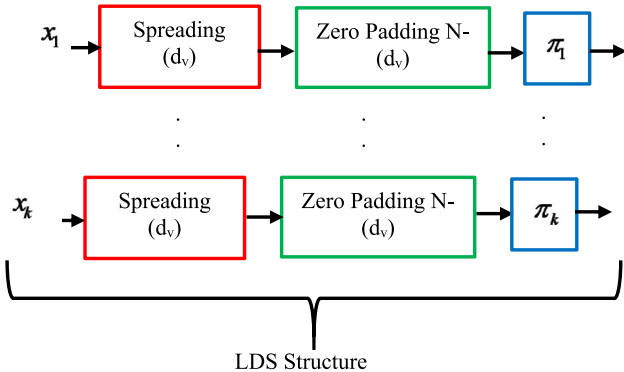 x₁
Spreading
(dᵥ)
Zero Padding N-
(dᵥ)
π₁
xₖ
Spreading
(dᵥ)
Zero Padding N-
(dᵥ)
πₖ
LDS Structure